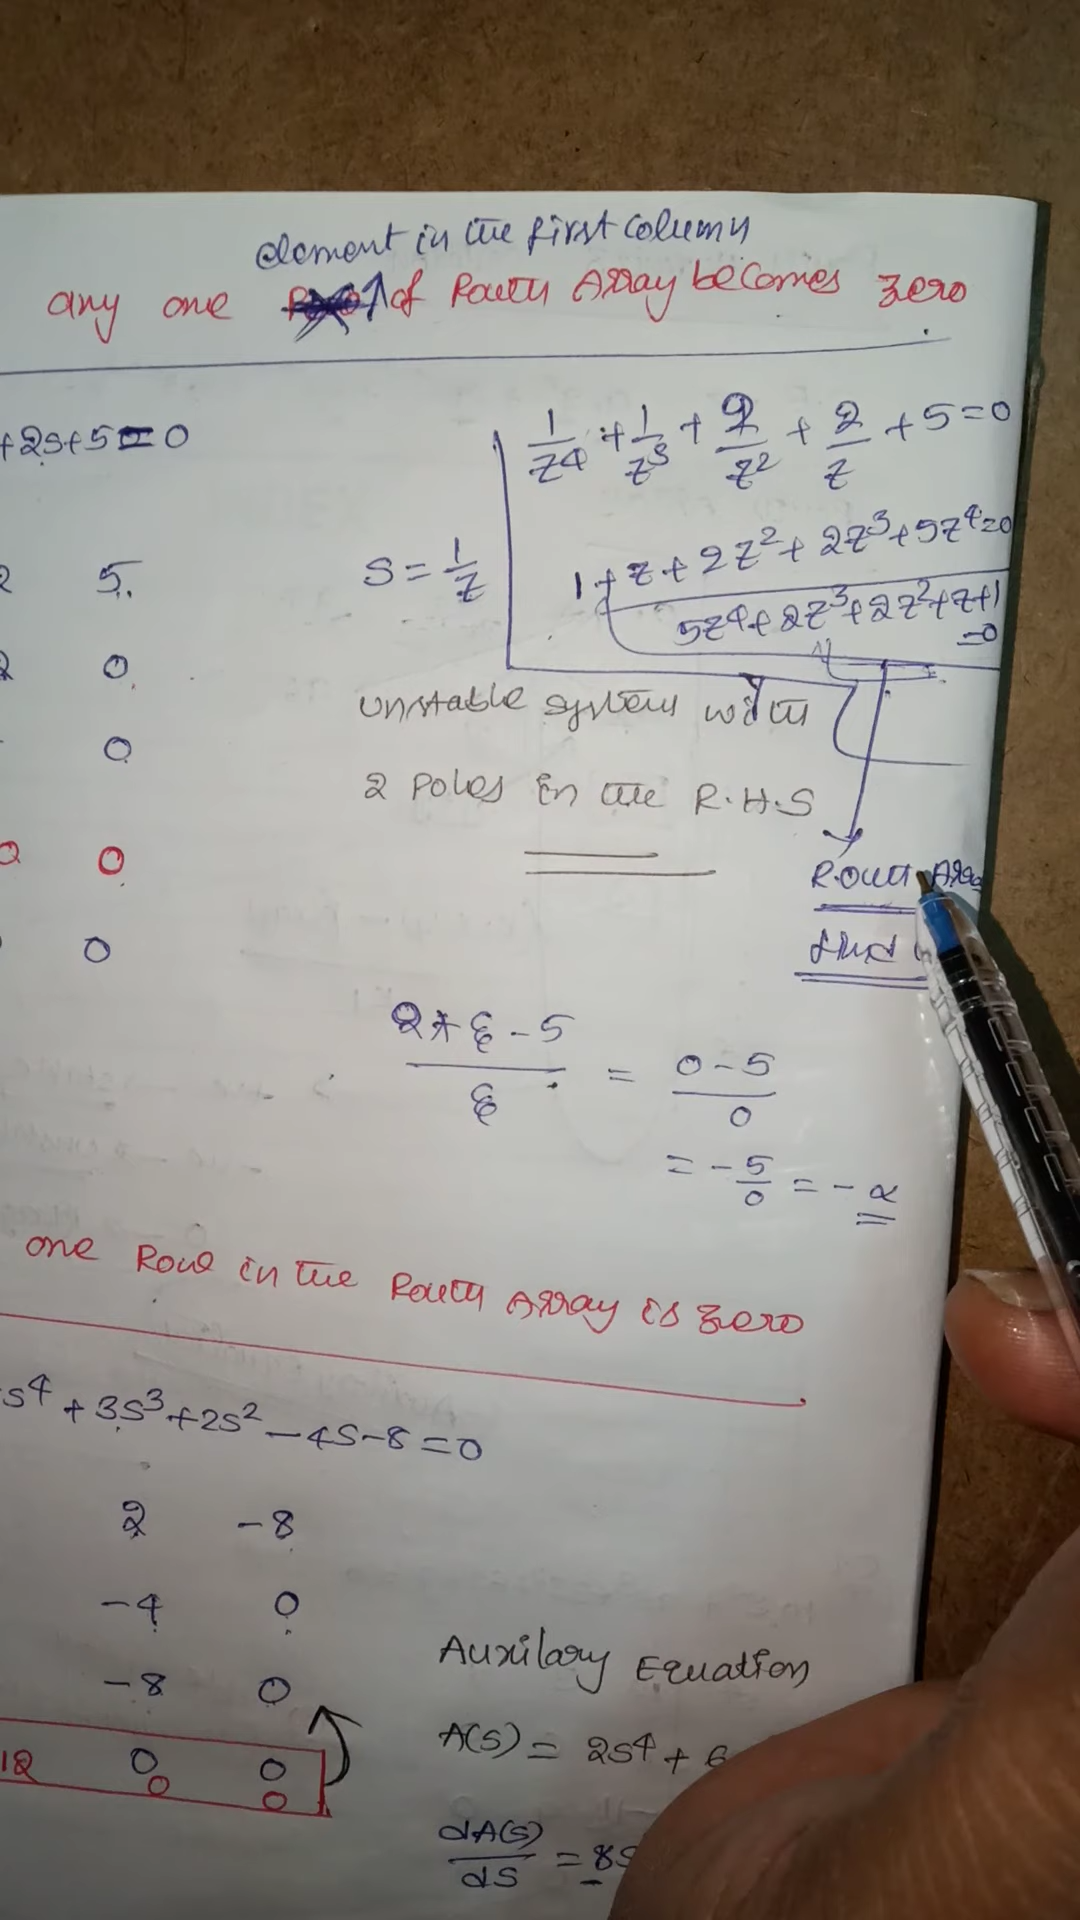 element in the first column
any one of Routh Array becomes zero
+2s+5=0
1/z⁴ + 1/z³ + 2/z² + 2/z + 5 = 0
s = 1/z
1 + z + 2z² + 2z³ + 5z⁴ = 0
5z⁴ + 2z³ + 2z² + z + 1 = 0
2 5.
2 0
0
2 0
0
unstable system with
2 poles in the R.H.S
Routh
find
2*ε - 5 / ε = 0 - 5 / 0
= - 5/0 = - α
one Row in the Routh Array is zero
s⁴ + 3s³ + 2s² - 4s - 8 = 0
2 -8
-4 0
-8 0
12 0 0
0 0
Auxilary Equation
A(s) = 2s⁴ + 6
dA(s)/ds = 8s